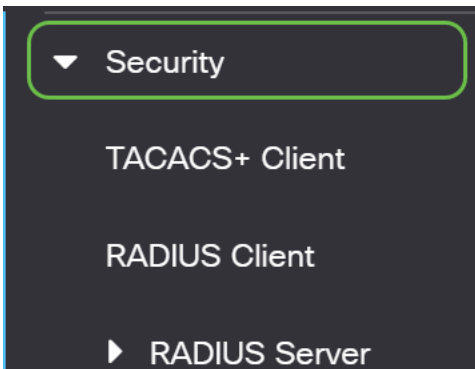 Security
TACACS+ Client
RADIUS Client
RADIUS Server